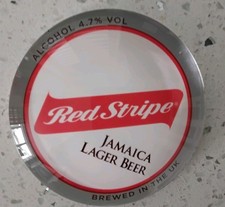 ALCOHOL 4.7% VOL
Red Stripe®
JAMAICA
LAGER BEER
BREWED IN THE UK